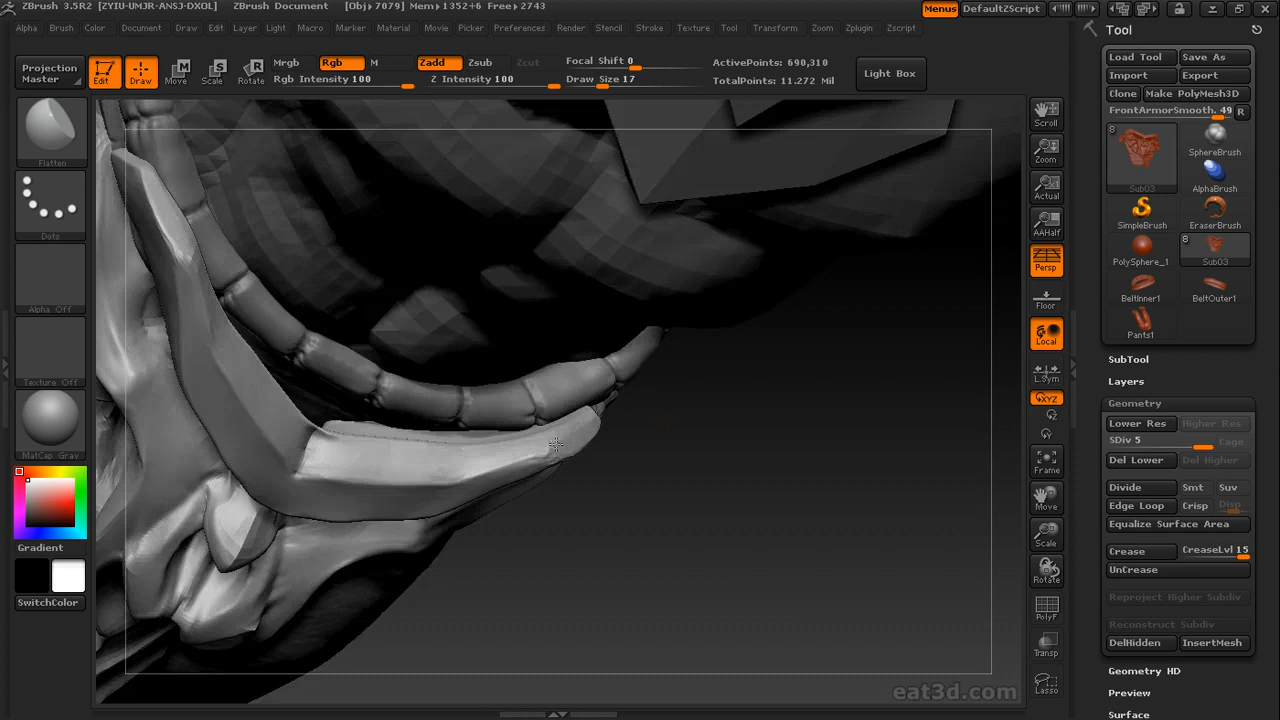 ZBrush 3.5R2 [ZYIU-UMJR-ANSJ-DXOL] ZBrush Document [Obj▸7079] Mem▸1352+6 Free▸2743 Menus DefaultZScript
Alpha Brush Color Document Draw Edit Layer Light Macro Marker Material Movie Picker Preferences Render Stencil Stroke Texture Tool Transform Zoom Zplugin Zscript
Projection Master
Edit
Draw
Move
Scale
Rotate
Mrgb Rgb M
Rgb Intensity 100
Zadd Zsub Zcut
Z Intensity 100
Focal Shift 0
Draw Size 17
ActivePoints: 690,310
TotalPoints: 11.272 Mil
Light Box
Flatten
Dots
Alpha Off
Texture Off
MatCap Gray
Gradient
SwitchColor
Scroll
Zoom
Actual
AAHalf
Persp
Floor
Local
L.Sym
XYZ
Frame
Move
Scale
Rotate
PolyF
Transp
Lasso
Tool
Load Tool Save As
Import Export
Clone Make PolyMesh3D
FrontArmorSmooth. 49 R
8
Sub03
SphereBrush
AlphaBrush
SimpleBrush EraserBrush
8
PolySphere_1 Sub03
BeltInner1 BeltOuter1
Pants1
SubTool
Layers
Geometry
Lower Res Higher Res
SDiv 5 Cage
Del Lower Del Higher
Divide Smt Suv
Edge Loop Crisp Disp
Equalize Surface Area
Crease CreaseLvl 15
UnCrease
Reproject Higher Subdiv
Reconstruct Subdiv
DelHidden InsertMesh
Geometry HD
Preview
Surface
eat3d.com